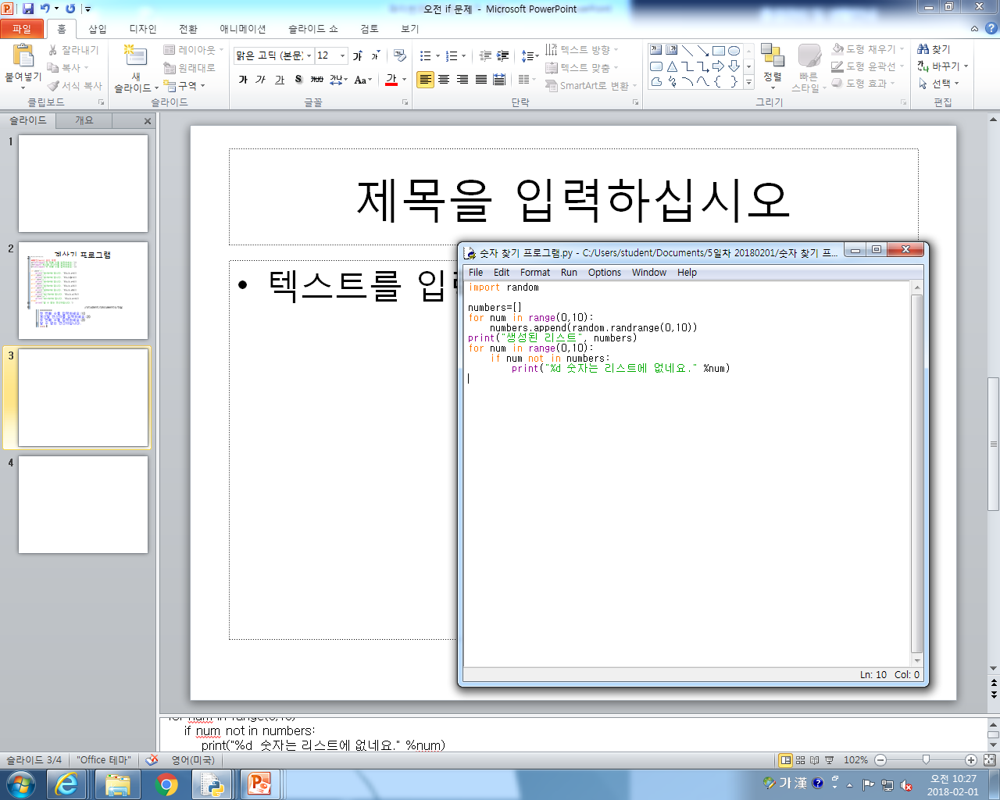 오전 if 문제 - Microsoft PowerPoint
파일 홈 삽입 디자인 전환 애니메이션 슬라이드 쇼 검토 보기
붙여넣기 잘라내기 복사 서식 복사 클립보드
새 슬라이드 레이아웃 원래대로 구역 슬라이드
맑은 고딕 (본문) 12 가 가 가 가 가 S 가나 Aa 가 글꼴
텍스트 방향 텍스트 맞춤 SmartArt로 변환 단락
정렬 빠른 스타일 도형 채우기 도형 윤곽선 도형 효과 그리기
찾기 바꾸기 선택 편집
슬라이드 개요
1
2
계산기 프로그램
3
4
제목을 입력하십시오
• 텍스트를 입
숫자 찾기 프로그램.py - C:/Users/student/Documents/5일차 20180201/숫자 찾기 프...
File Edit Format Run Options Window Help
import random
numbers=[]
for num in range(0,10):
numbers.append(random.randrange(0,10))
print("생성된 리스트", numbers)
for num in range(0,10):
if num not in numbers:
print("%d 숫자는 리스트에 없네요." %num)
Ln: 10 Col: 0
for num in range(0,10)
if num not in numbers:
print("%d 숫자는 리스트에 없네요." %num)
슬라이드 3/4 "Office 테마" 영어(미국) 102%
가 漢 오전 10:27
2018-02-01